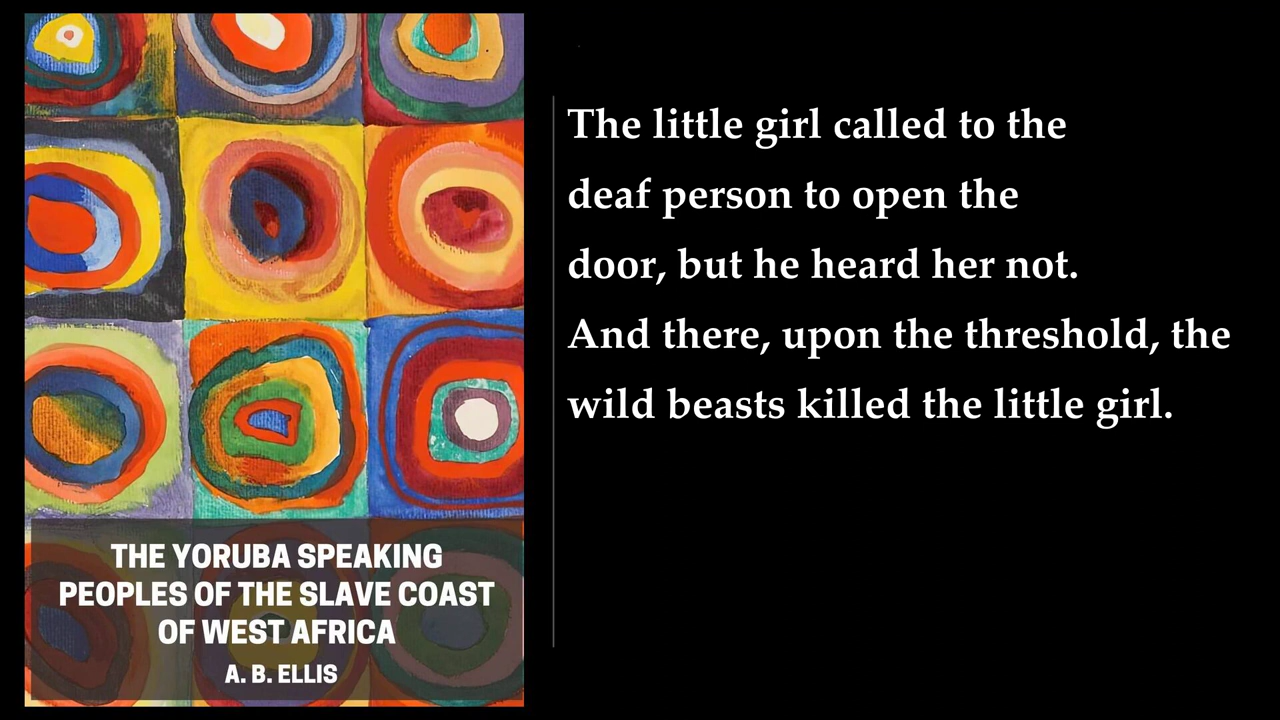 The little girl called to the
deaf person to open the
door, but he heard her not.
And there, upon the threshold, the
wild beasts killed the little girl.
THE YORUBA SPEAKING
PEOPLES OF THE SLAVE COAST
OF WEST AFRICA
A. B. ELLIS